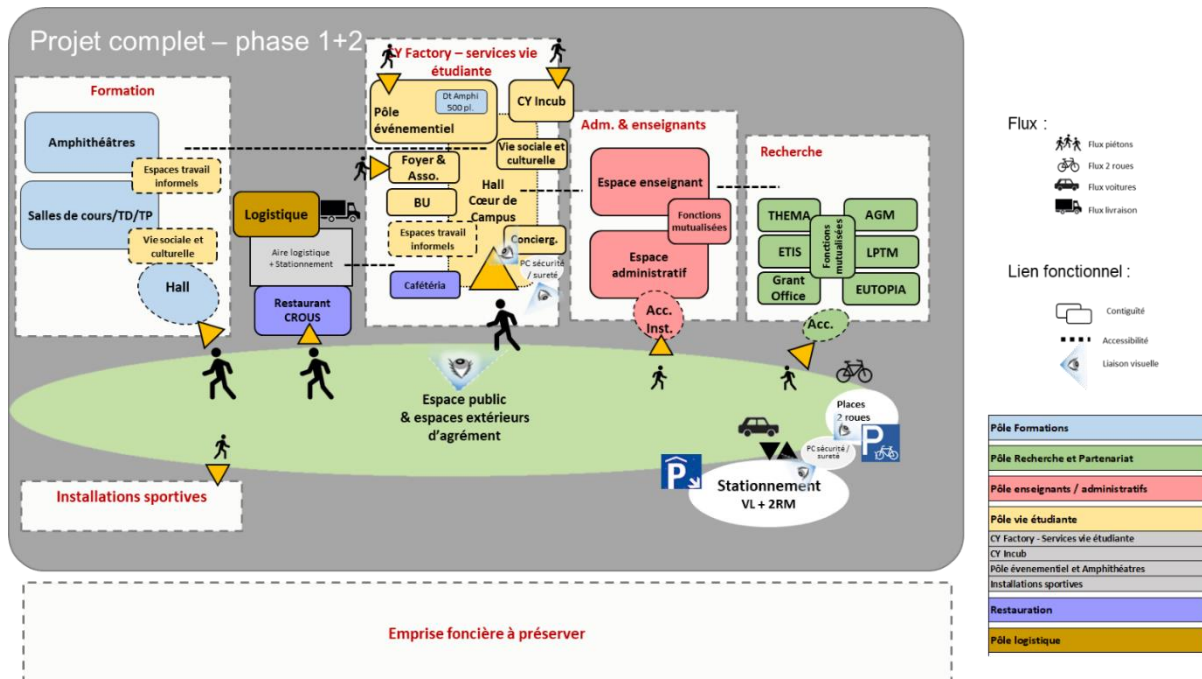 Projet complet – phase 1+2
CY Factory – services vie
étudiante
Formation
Amphithéâtres
Espaces travail
informels
Salles de cours/TD/TP
Vie sociale et
culturelle
Hall
Logistique
Aire logistique
+ Stationnement
Restaurant
CROUS
Pôle
événementiel
Dt Amphi
500 pl.
CY Incub
Foyer &
Asso.
Vie sociale et
culturelle
BU
Hall
Cœur de
Campus
Espaces travail
informels
Concierg.
PC sécurité
/ sureté
Cafétéria
Adm. & enseignants
Espace enseignant
Fonctions
mutualisées
Espace
administratif
Acc.
Inst.
Recherche
THEMA
AGM
ETIS
Fonctions
mutualisées
LPTM
Grant
Office
EUTOPIA
Acc.
Espace public
& espaces extérieurs
d'agrément
Places
2 roues
P
PC sécurité /
sureté
P
Stationnement
VL + 2RM
Installations sportives
Emprise foncière à préserver
Flux :
Flux piétons
Flux 2 roues
Flux voitures
Flux livraison
Lien fonctionnel :
Contiguïté
Accessibilité
Liaison visuelle
Pôle Formations
Pôle Recherche et Partenariat
Pôle enseignants / administratifs
Pôle vie étudiante
CY Factory - Services vie étudiante
CY Incub
Pôle évenementiel et Amphithéatres
Installations sportives
Restauration
Pôle logistique